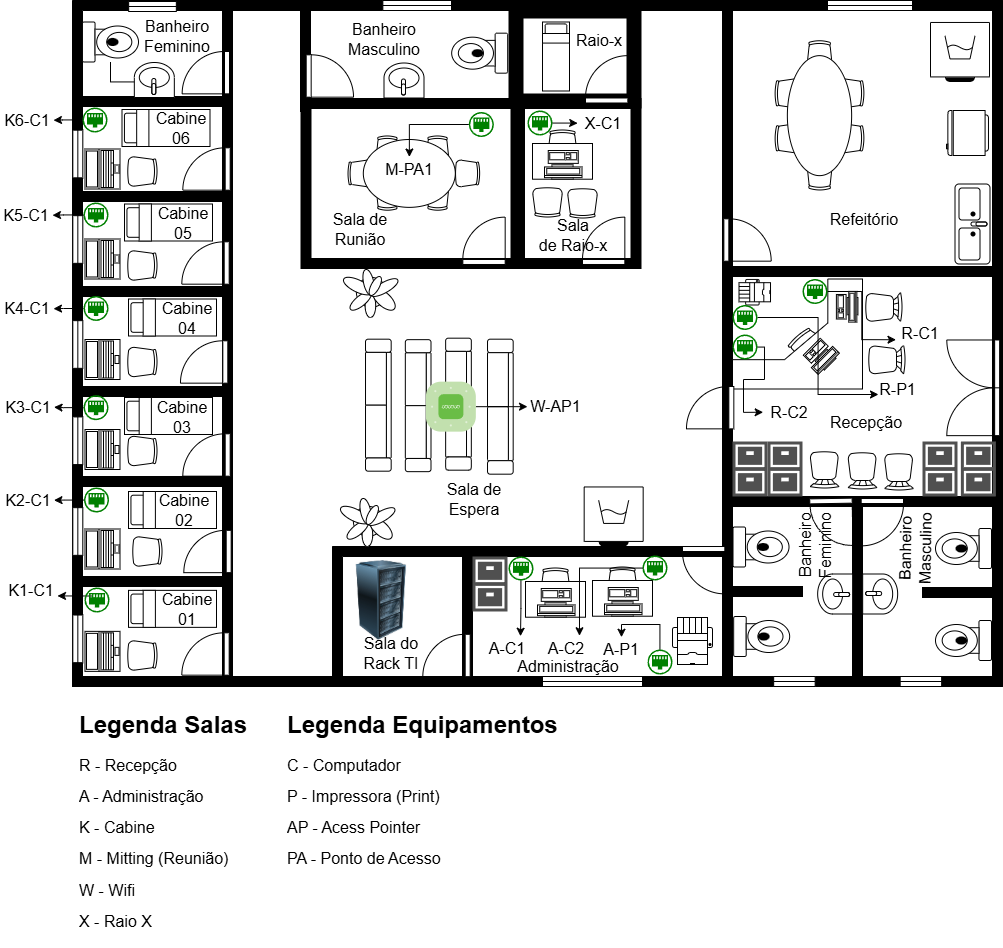 Banheiro
Feminino
Banheiro
Masculino
Raio-x
K6-C1
Cabine
06
X-C1
M-PA1
Sala de
Runião
Sala
de Raio-x
Refeitório
K5-C1
Cabine
05
K4-C1
Cabine
04
R-C1
R-P1
R-C2
Recepção
K3-C1
Cabine
03
W-AP1
Sala de
Espera
K2-C1
Cabine
02
K1-C1
Cabine
01
Banheiro
Feminino
Banheiro
Masculino
Sala do
Rack TI
A-C1
A-C2
A-P1
Administração
Legenda Salas
R - Recepção
A - Administração
K - Cabine
M - Mitting (Reunião)
W - Wifi
X - Raio X
Legenda Equipamentos
C - Computador
P - Impressora (Print)
AP - Acess Pointer
PA - Ponto de Acesso